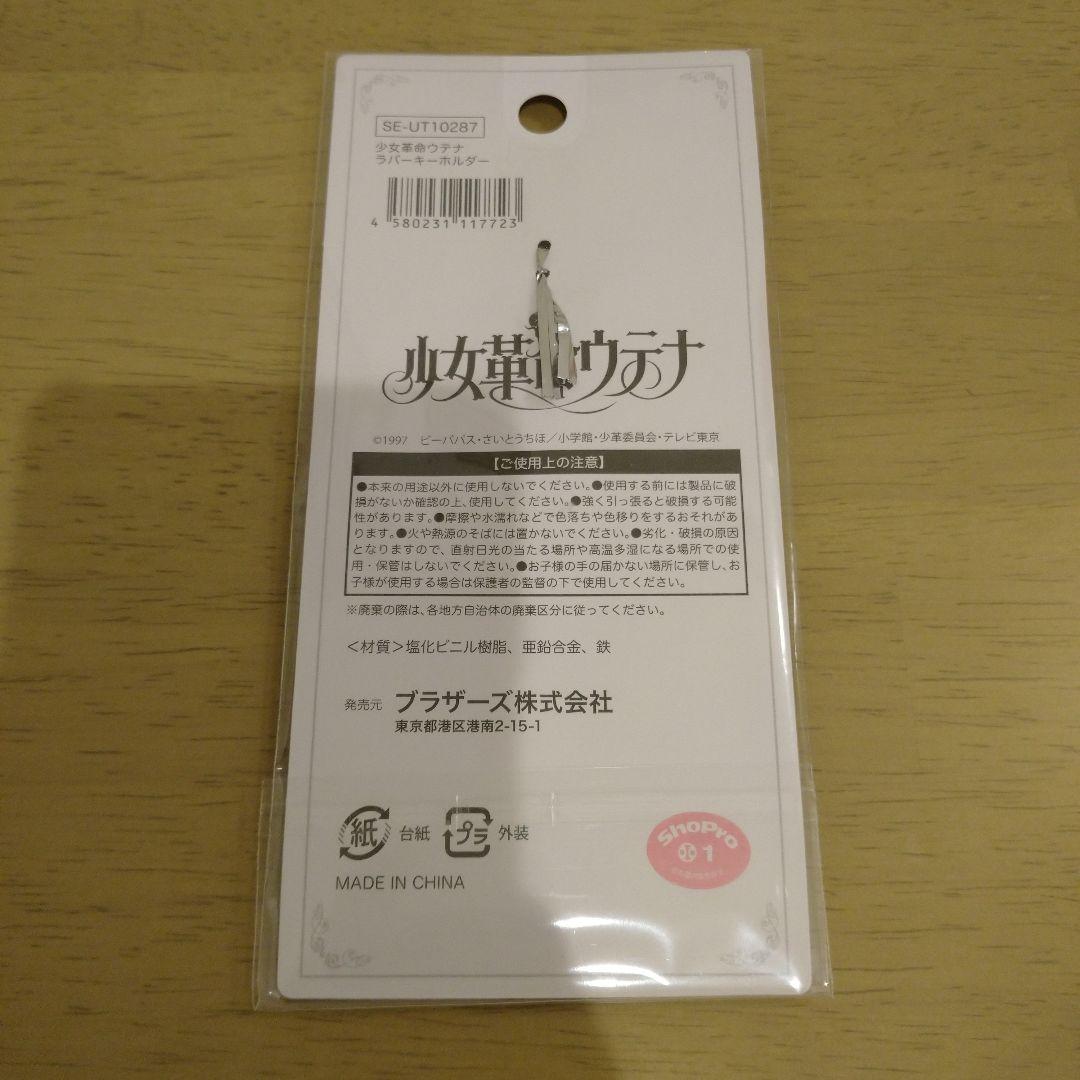 SE-UT10287
少女革命ウテナ
ラバーキーホルダー
4 580231 117723
少女革命ウテナ
©1997 ビーパパス・さいとうちほ／小学館・少革委員会・テレビ東京
【ご使用上の注意】
●本来の用途以外に使用しないでください。●使用する前には製品に破
損がないか確認の上、使用してください。●強く引っ張ると破損する可能
性があります。●摩擦や水濡れなどで色落ちや色移りをするおそれがあ
ります。●火や熱源のそばには置かないでください。●劣化・破損の原因
となりますので、直射日光の当たる場所や高温多湿になる場所での使
用・保管はしないでください。●お子様の手の届かない場所に保管し、お
子様が使用する場合は保護者の監督の下で使用してください。
※廃棄の際は、各地方自治体の廃棄区分に従ってください。
＜材質＞塩化ビニル樹脂、亜鉛合金、鉄
発売元 ブラザーズ株式会社
東京都港区港南2-15-1
紙 台紙 プラ 外装
MADE IN CHINA
ShoPro
1